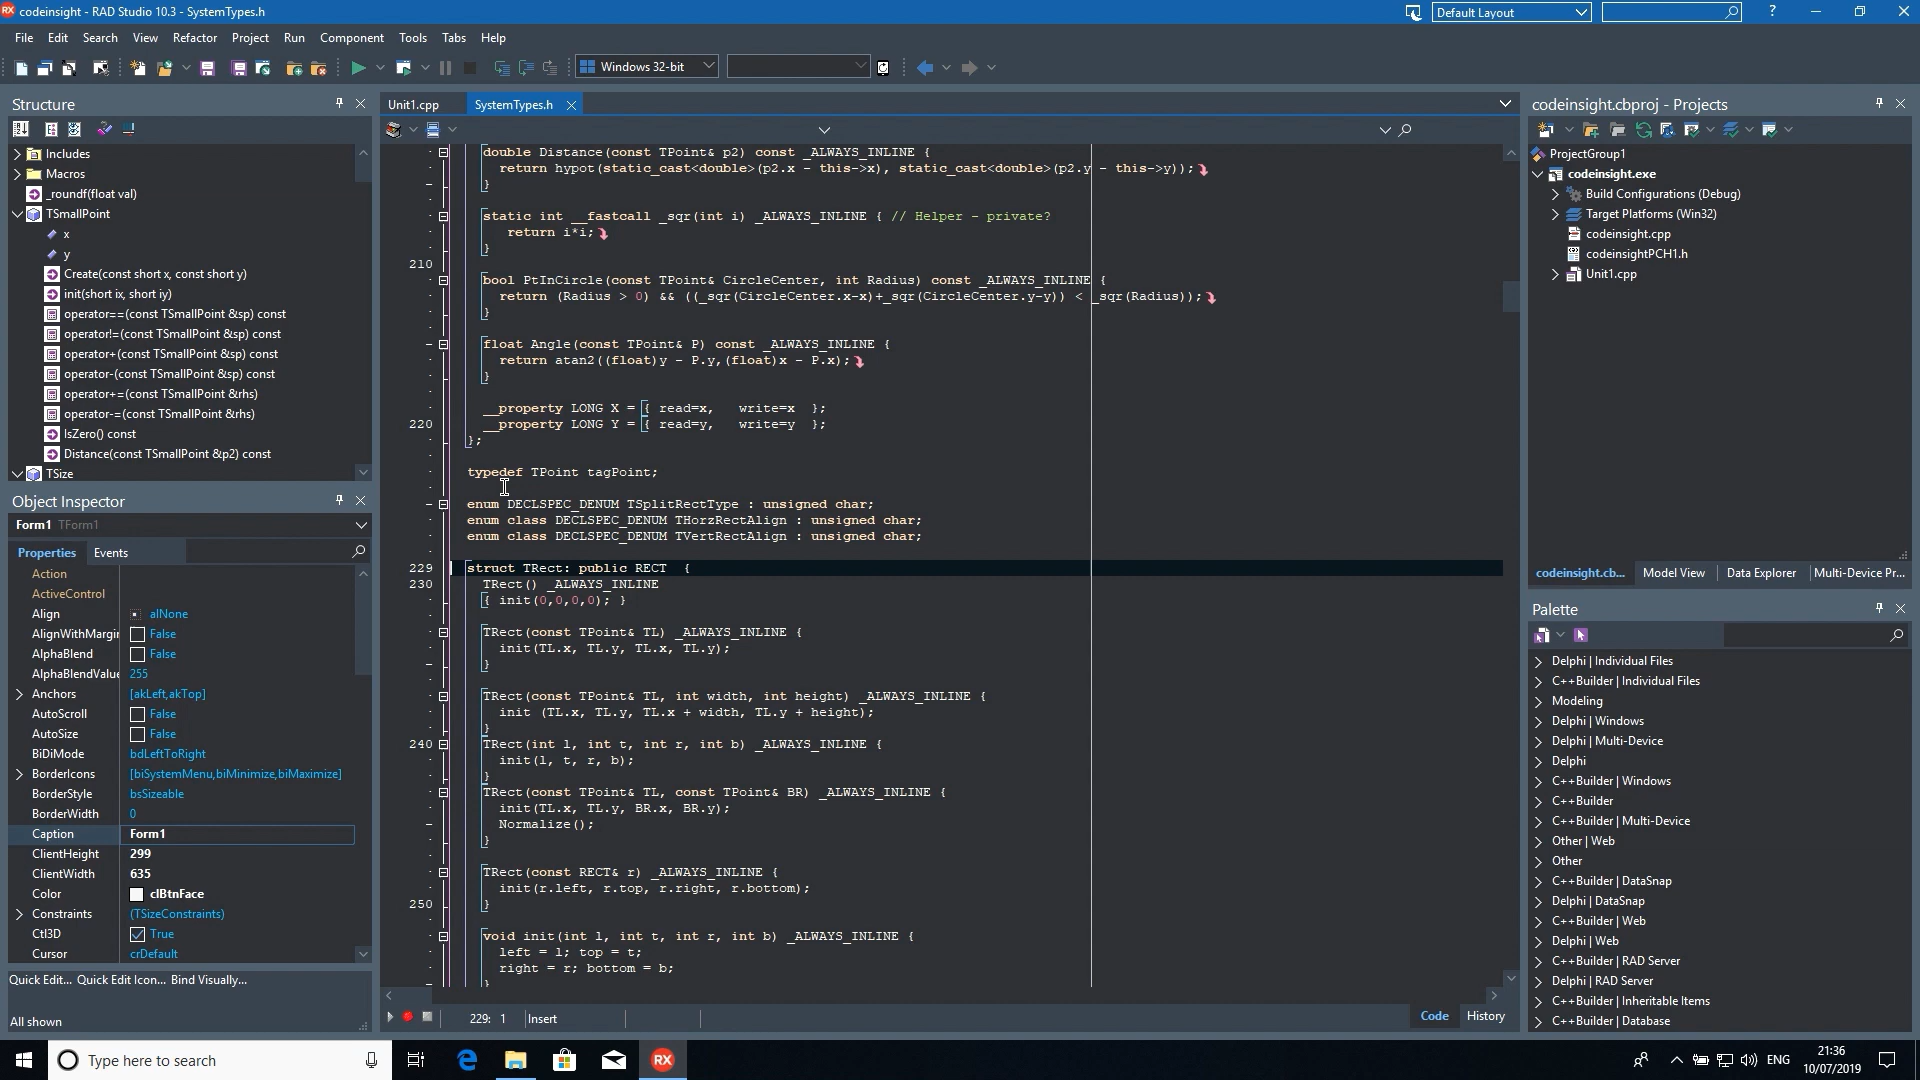 codeinsight - RAD Studio 10.3 - SystemTypes.h
Default Layout
File Edit Search View Refactor Project Run Component Tools Tabs Help
Windows 32-bit
Structure
Includes
Macros
_roundf(float val)
TSmallPoint
x
y
Create(const short x, const short y)
init(short ix, short iy)
operator==(const TSmallPoint &sp) const
operator!=(const TSmallPoint &sp) const
operator+(const TSmallPoint &sp) const
operator-(const TSmallPoint &sp) const
operator+=(const TSmallPoint &rhs)
operator-=(const TSmallPoint &rhs)
IsZero() const
Distance(const TSmallPoint &p2) const
TSize
Object Inspector
Form1 TForm1
Properties Events
Action
ActiveControl
Align alNone
AlignWithMargin False
AlphaBlend False
AlphaBlendValue 255
Anchors [akLeft,akTop]
AutoScroll False
AutoSize False
BiDiMode bdLeftToRight
BorderIcons [biSystemMenu,biMinimize,biMaximize]
BorderStyle bsSizeable
BorderWidth 0
Caption Form1
ClientHeight 299
ClientWidth 635
Color clBtnFace
Constraints (TSizeConstraints)
Ctl3D True
Cursor crDefault
Quick Edit... Quick Edit Icon... Bind Visually...
All shown
Unit1.cpp SystemTypes.h
double Distance(const TPoint& p2) const _ALWAYS_INLINE {
return hypot(static_cast<double>(p2.x - this->x), static_cast<double>(p2.y - this->y));
}
static int __fastcall _sqr(int i) _ALWAYS_INLINE { // Helper - private?
return i*i;
}
210
bool PtInCircle(const TPoint& CircleCenter, int Radius) const _ALWAYS_INLINE {
return (Radius > 0) && ((_sqr(CircleCenter.x-x)+_sqr(CircleCenter.y-y)) < _sqr(Radius));
}
float Angle(const TPoint& P) const _ALWAYS_INLINE {
return atan2((float)y - P.y,(float)x - P.x);
}
__property LONG X = { read=x, write=x };
220 __property LONG Y = { read=y, write=y };
};
typedef TPoint tagPoint;
enum DECLSPEC_DENUM TSplitRectType : unsigned char;
enum class DECLSPEC_DENUM THorzRectAlign : unsigned char;
enum class DECLSPEC_DENUM TVertRectAlign : unsigned char;
229 struct TRect: public RECT {
230 TRect() _ALWAYS_INLINE
{ init(0,0,0,0); }
TRect(const TPoint& TL) _ALWAYS_INLINE {
init(TL.x, TL.y, TL.x, TL.y);
}
TRect(const TPoint& TL, int width, int height) _ALWAYS_INLINE {
init (TL.x, TL.y, TL.x + width, TL.y + height);
}
240 TRect(int l, int t, int r, int b) _ALWAYS_INLINE {
init(l, t, r, b);
}
TRect(const TPoint& TL, const TPoint& BR) _ALWAYS_INLINE {
init(TL.x, TL.y, BR.x, BR.y);
Normalize();
}
TRect(const RECT& r) _ALWAYS_INLINE {
init(r.left, r.top, r.right, r.bottom);
250 }
void init(int l, int t, int r, int b) _ALWAYS_INLINE {
left = l; top = t;
right = r; bottom = b;
}
229: 1 Insert
Code History
codeinsight.cbproj - Projects
ProjectGroup1
codeinsight.exe
Build Configurations (Debug)
Target Platforms (Win32)
codeinsight.cpp
codeinsightPCH1.h
Unit1.cpp
codeinsight.cb... Model View Data Explorer Multi-Device Pr...
Palette
Delphi | Individual Files
C++Builder | Individual Files
Modeling
Delphi | Windows
Delphi | Multi-Device
Delphi
C++Builder | Windows
C++Builder
C++Builder | Multi-Device
Other | Web
Other
C++Builder | DataSnap
Delphi | DataSnap
C++Builder | Web
Delphi | Web
C++Builder | RAD Server
Delphi | RAD Server
C++Builder | Inheritable Items
C++Builder | Database
Type here to search
RX
ENG
21:36
10/07/2019